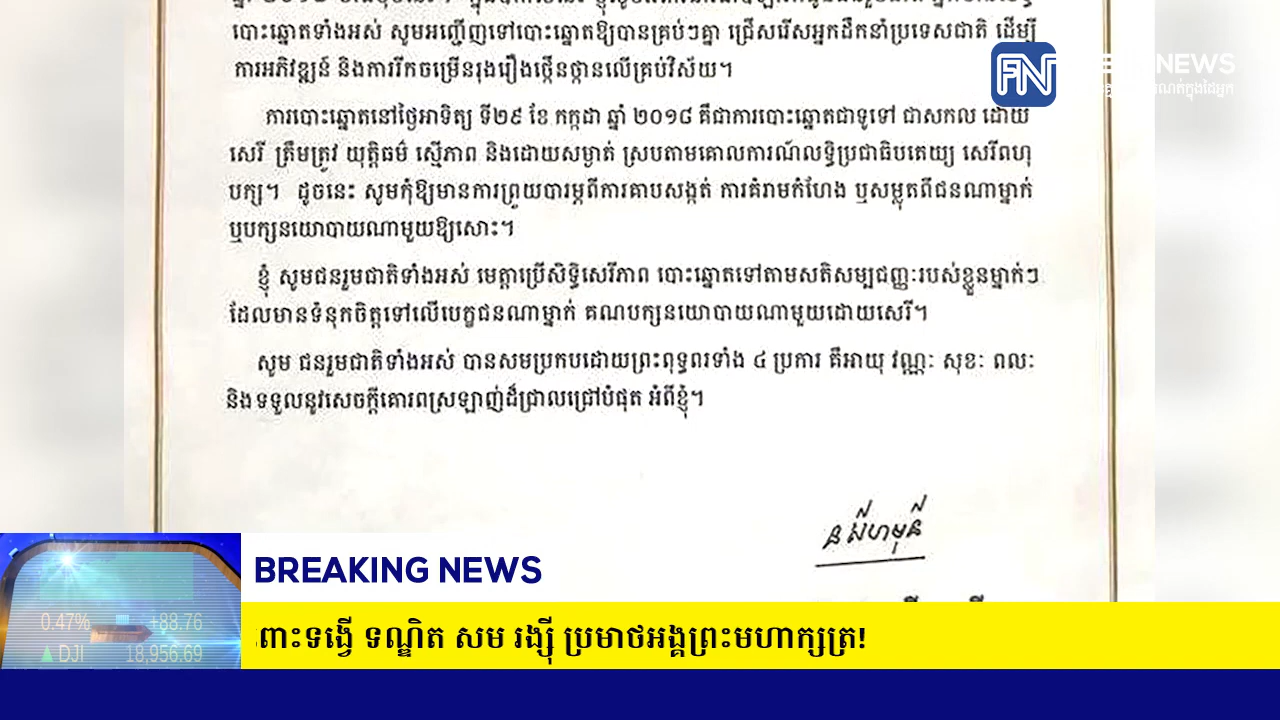 បោះឆ្នោតទាំងអស់ សូមអញ្ជើញទៅបោះឆ្នោតឱ្យបានគ្រប់ៗគ្នា ជ្រើសរើសអ្នកដឹកនាំប្រទេសជាតិ ដើម្បី
ការអភិវឌ្ឍន៍ និងការរីកចម្រើនរុងរឿងថ្កើនថ្កានលើគ្រប់វិស័យ។
NEWS
ការបោះឆ្នោតនៅថ្ងៃអាទិត្យ ទី២៩ ខែ កក្កដា ឆ្នាំ ២០១៨ គឺជាការបោះឆ្នោតជាទូទៅ ជាសកល ដោយ
សេរី ត្រឹមត្រូវ យុត្តិធម៌ ស្មើភាព និងដោយសម្ងាត់ ស្របតាមគោលការណ៍លទ្ធិប្រជាធិបតេយ្យ សេរីពហុ
បក្ស។ ដូចនេះ សូមកុំឱ្យមានការព្រួយបារម្ភពីការគាបសង្កត់ ការគំរាមកំហែង ឬសម្លុតពីជនណាម្នាក់
ឬបក្សនយោបាយណាមួយឱ្យសោះ។
ខ្ញុំ សូមជនរួមជាតិទាំងអស់ មេត្តាប្រើសិទ្ធិសេរីភាព បោះឆ្នោតទៅតាមសតិសម្បជញ្ញៈរបស់ខ្លួនម្នាក់ៗ
ដែលមានទំនុកចិត្តទៅលើបេក្ខជនណាម្នាក់ គណបក្សនយោបាយណាមួយដោយសេរី។
សូម ជនរួមជាតិទាំងអស់ បានសមប្រកបដោយព្រះពុទ្ធពរទាំង ៤ ប្រការ គឺអាយុ វណ្ណៈ សុខៈ ពលៈ
និងទទួលនូវសេចក្តីគោរពស្រឡាញ់ដ៏ជ្រាលជ្រៅបំផុត អំពីខ្ញុំ។
ន សីហមុនី
BREAKING NEWS
0.47% +88.76
▲DJI 18,956.69
ពោះទង្វើ ទណ្ឌិត សម រង្ស៊ី ប្រមាថអង្គព្រះមហាក្សត្រ!